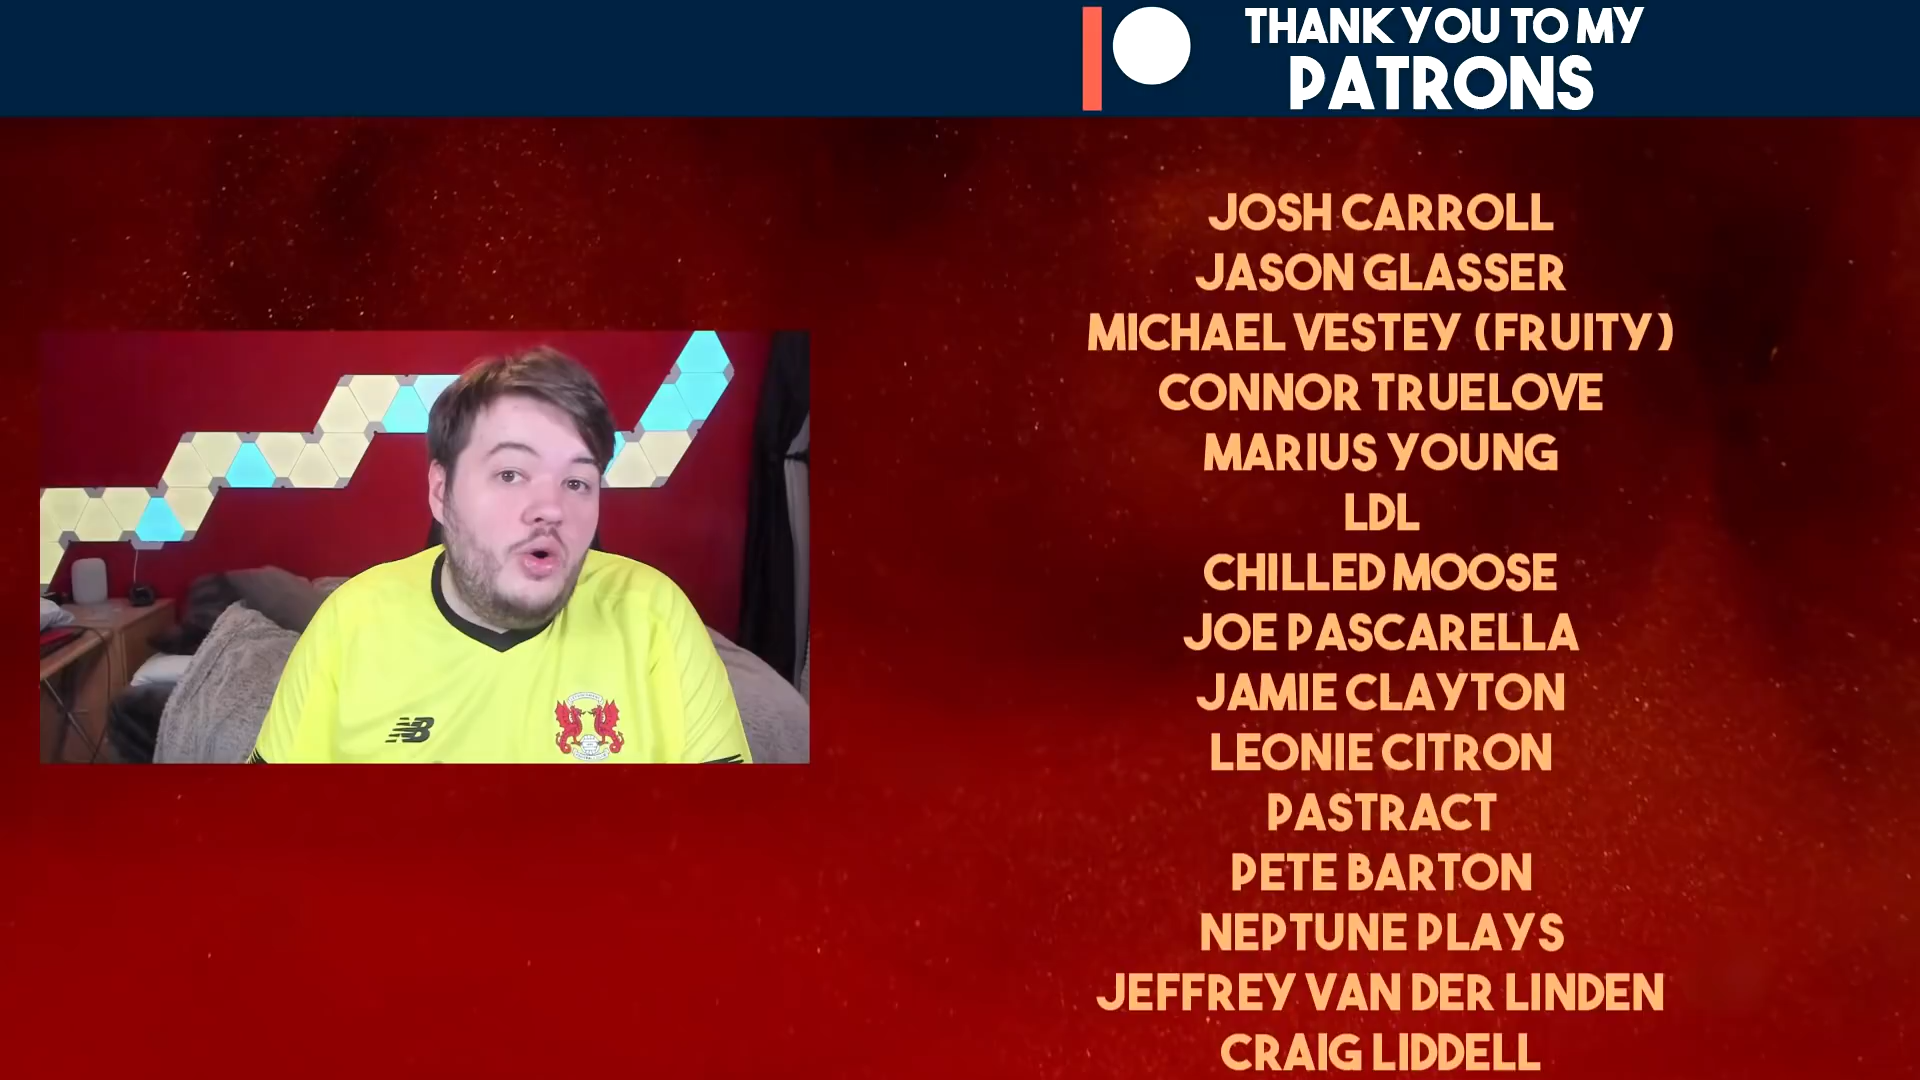 THANK YOU TO MY
PATRONS
JOSH CARROLL
JASON GLASSER
MICHAEL VESTEY (FRUITY)
CONNOR TRUELOVE
MARIUS YOUNG
LDL
CHILLED MOOSE
JOE PASCARELLA
JAMIE CLAYTON
LEONIE CITRON
PASTRACT
PETE BARTON
NEPTUNE PLAYS
JEFFREY VAN DER LINDEN
CRAIG LIDDELL
NB